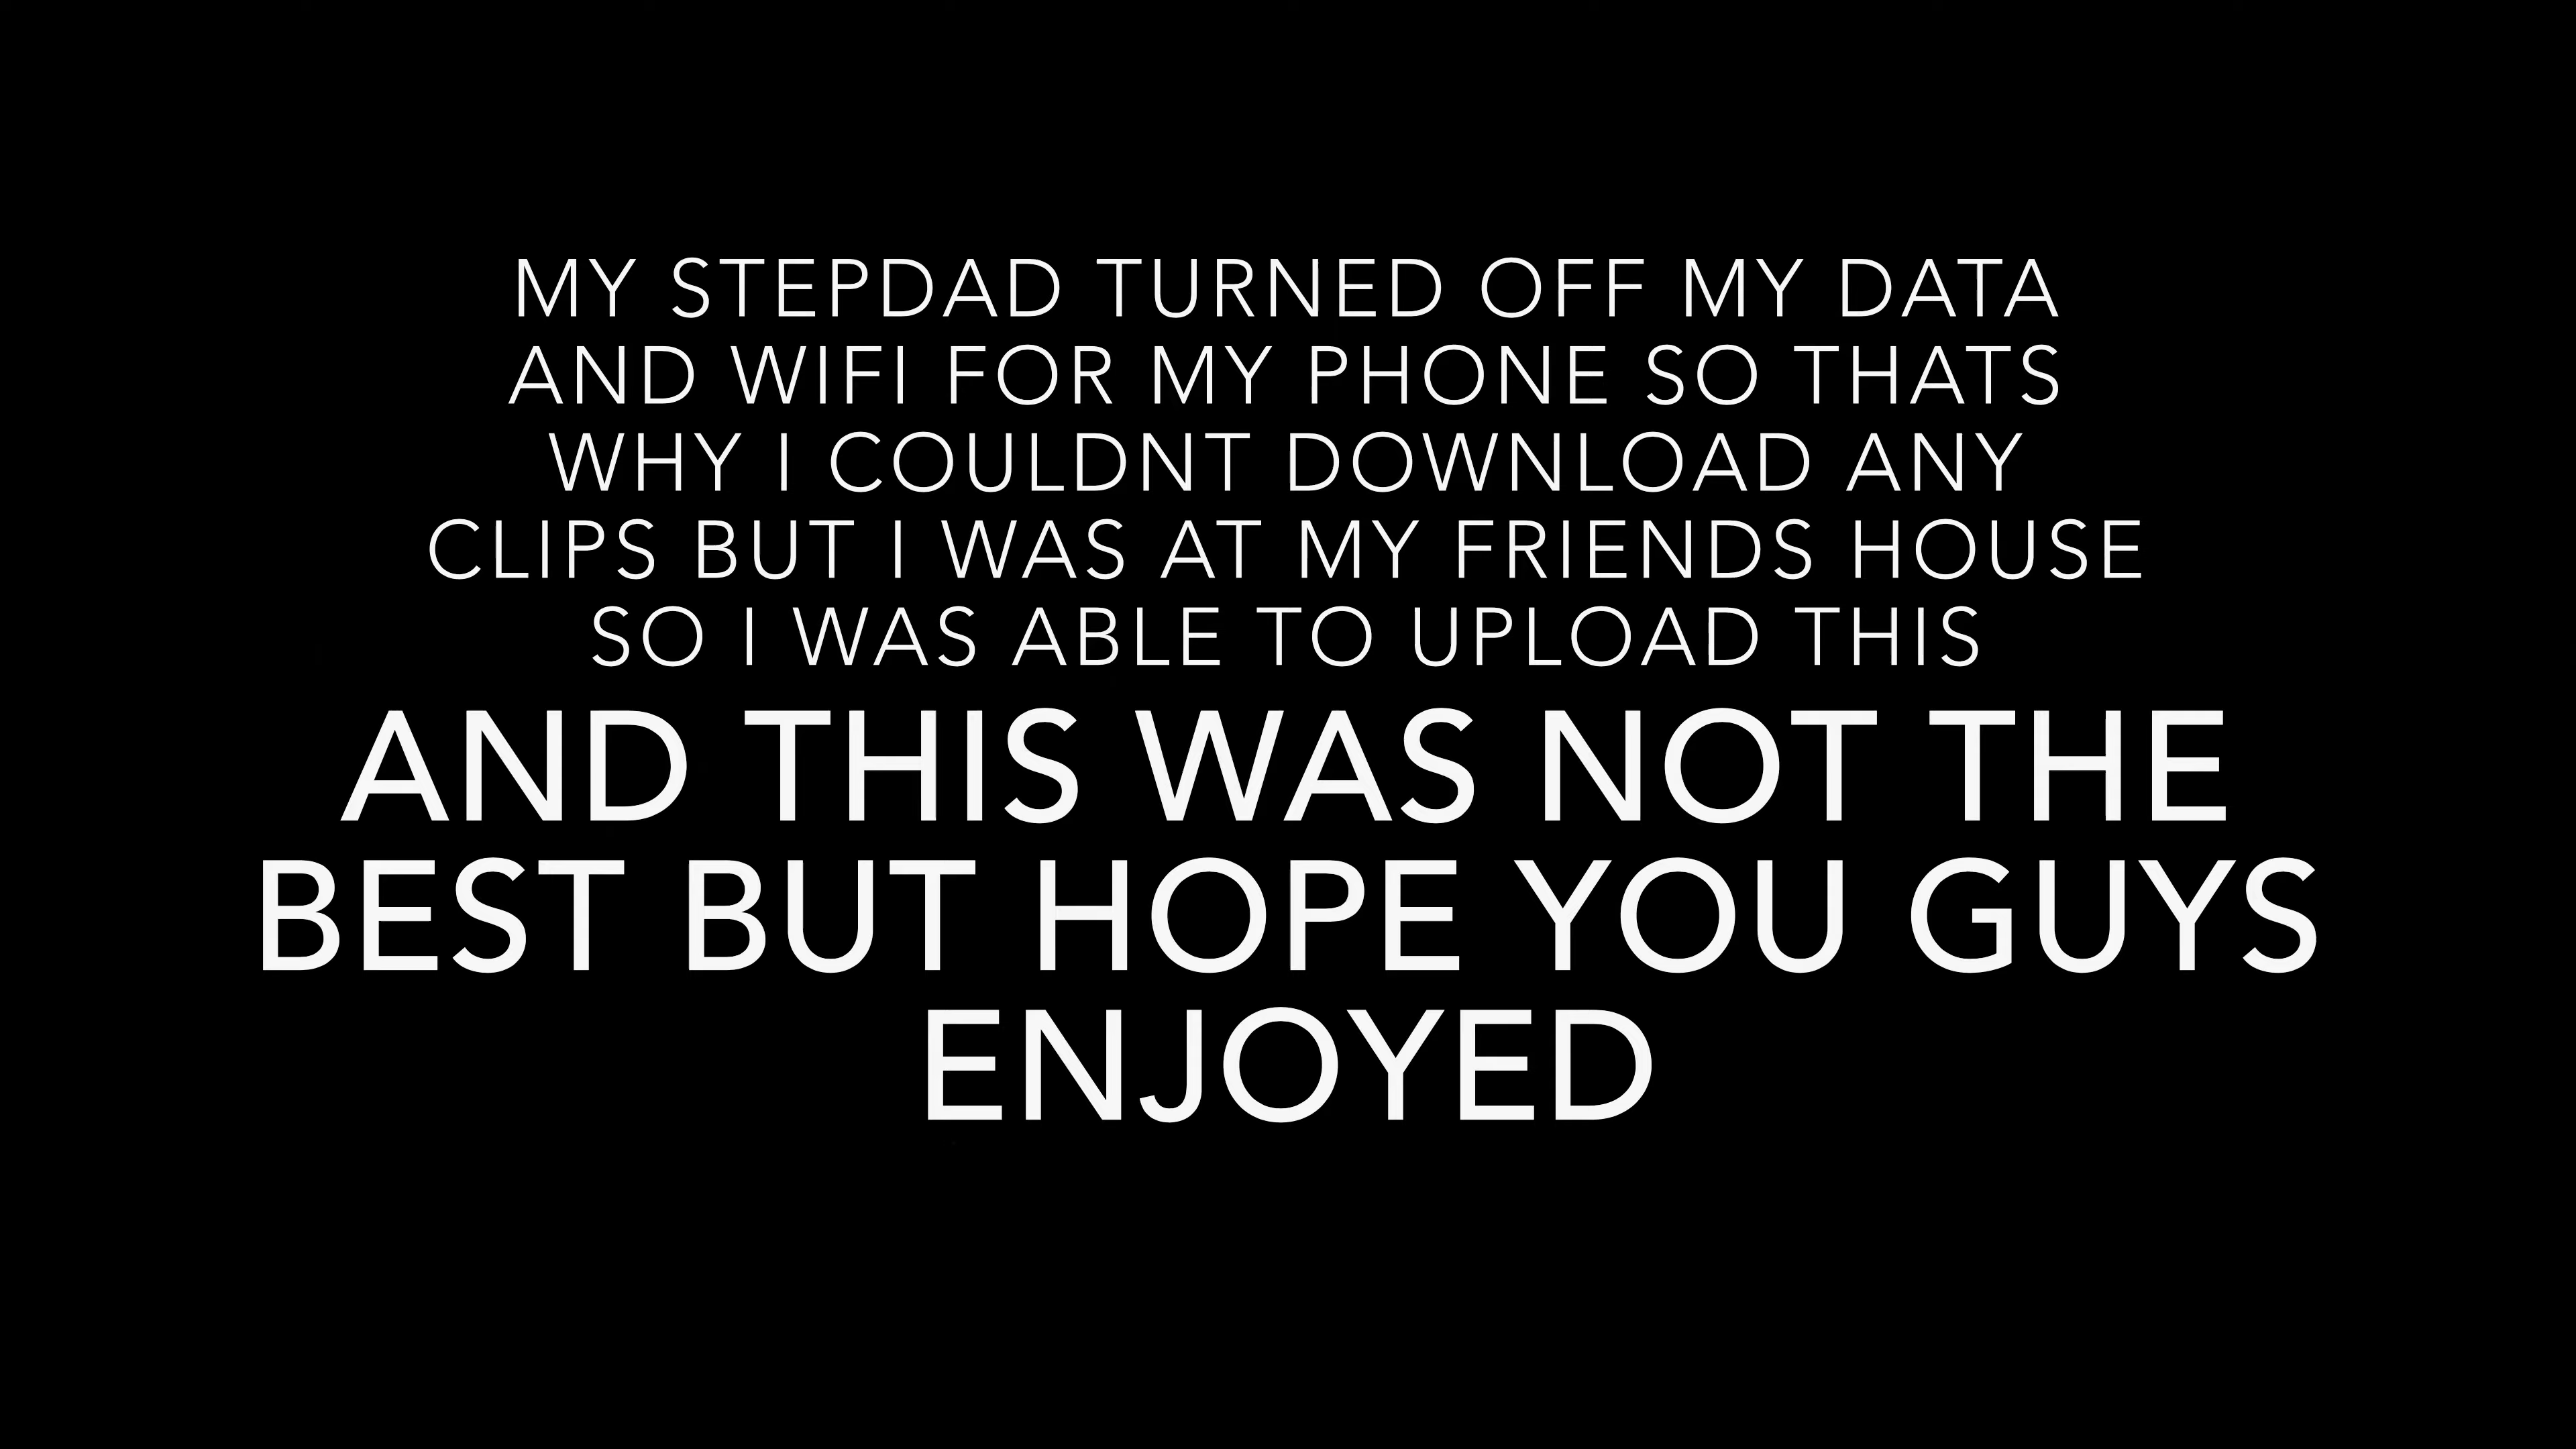 MY STEPDAD TURNED OFF MY DATA
AND WIFI FOR MY PHONE SO THATS
WHY I COULDNT DOWNLOAD ANY
CLIPS BUT I WAS AT MY FRIENDS HOUSE
SO I WAS ABLE TO UPLOAD THIS
AND THIS WAS NOT THE
BEST BUT HOPE YOU GUYS
ENJOYED